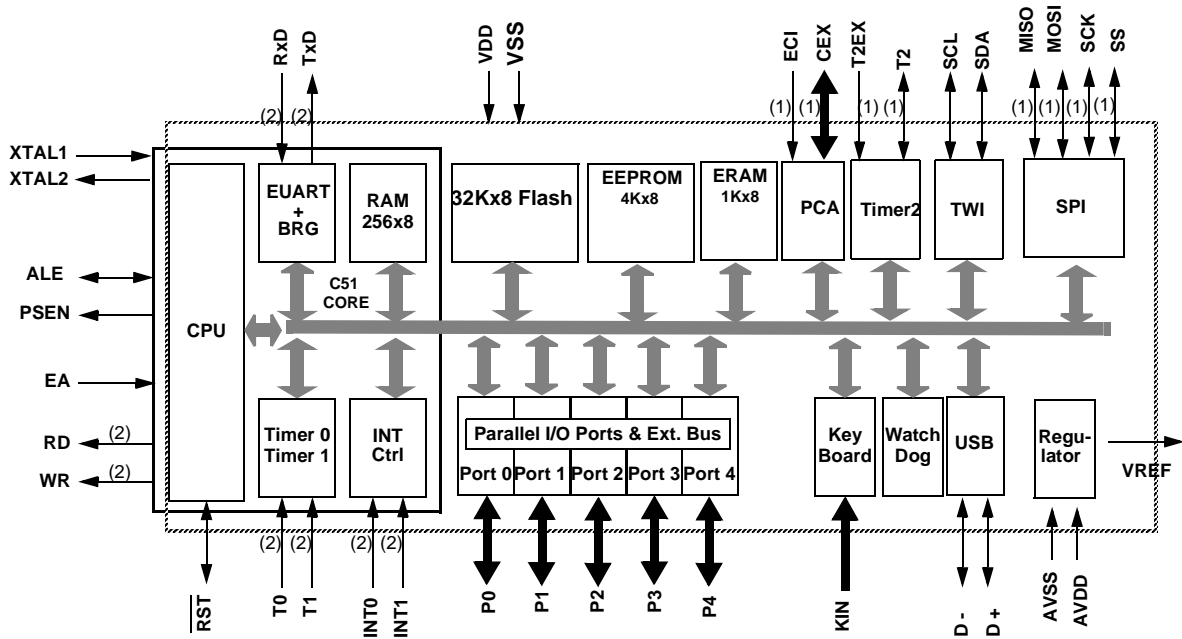 RxD TxD VDD VSS ECI CEX T2EX T2 SCL SDA MISO MOSI SCK SS
(2) (2) (1) (1) (1) (1) (1) (1) (1) (1)
XTAL1
XTAL2
EUART
+
BRG
RAM
256x8
32Kx8 Flash
EEPROM
4Kx8
ERAM
1Kx8
PCA
Timer2
TWI
SPI
ALE
PSEN
C51
CORE
CPU
EA
RD (2)
WR (2)
Timer 0
Timer 1
INT
Ctrl
Parallel I/O Ports & Ext. Bus
Port 0 Port 1 Port 2 Port 3 Port 4
Key
Board
Watch
Dog
USB
Regu-
lator
VREF
(2) (2) (2) (2)
RST T0 T1 INT0 INT1 P0 P1 P2 P3 P4 KIN D - D + AVSS AVDD